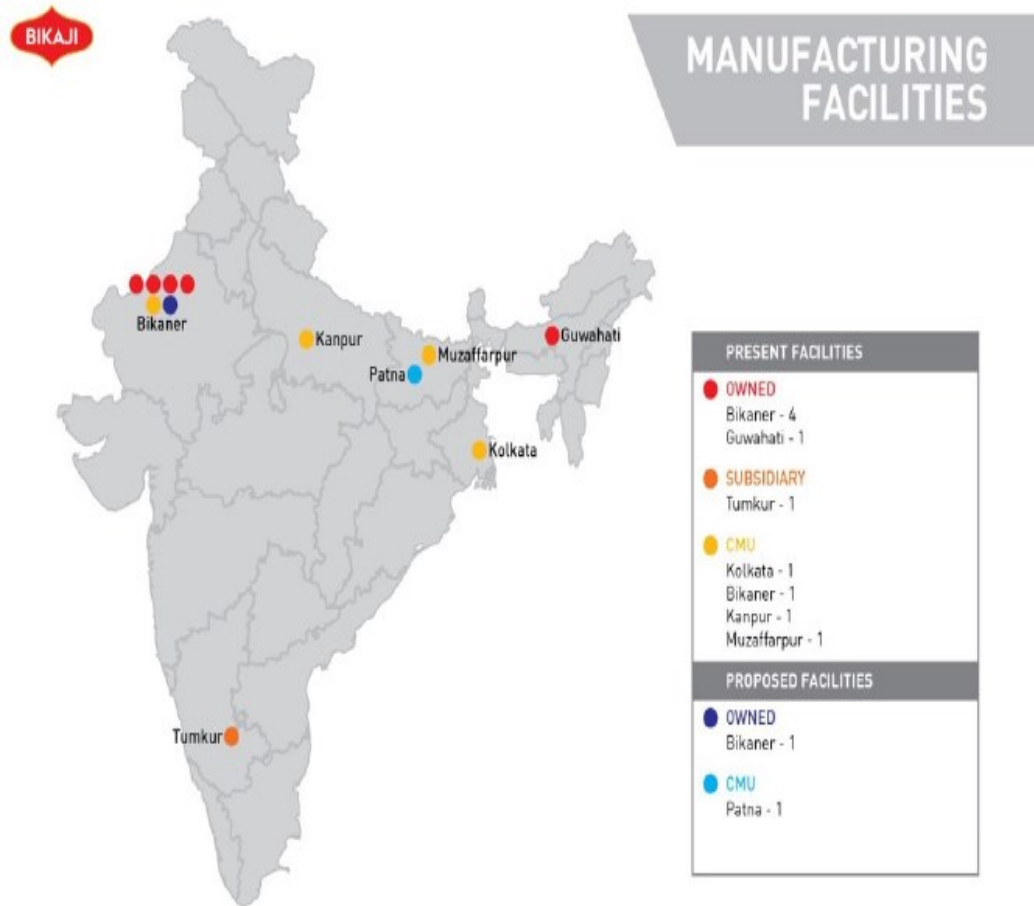 BIKAJI
MANUFACTURING
FACILITIES
Bikaner
Kanpur
Muzaffarpur
Patna
Guwahati
Kolkata
Tumkur
PRESENT FACILITIES
OWNED
Bikaner - 4
Guwahati - 1
SUBSIDIARY
Tumkur - 1
CMU
Kolkata - 1
Bikaner - 1
Kanpur - 1
Muzaffarpur - 1
PROPOSED FACILITIES
OWNED
Bikaner - 1
CMU
Patna - 1